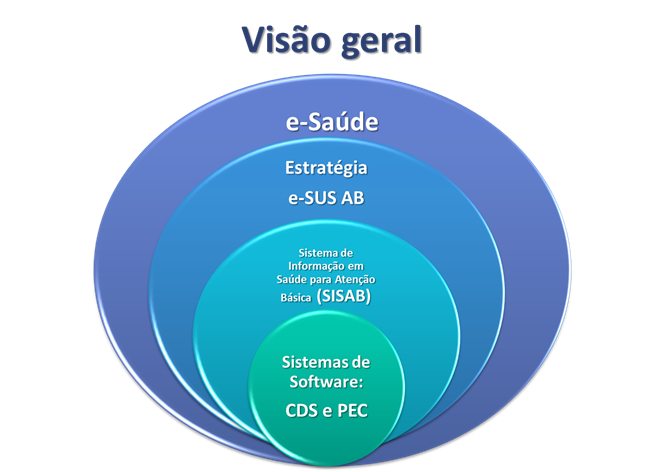 Visão geral
e-Saúde
Estratégia
e-SUS AB
Sistema de
Informação em
Saúde para Atenção
Básica (SISAB)
Sistemas de
Software:
CDS e PEC